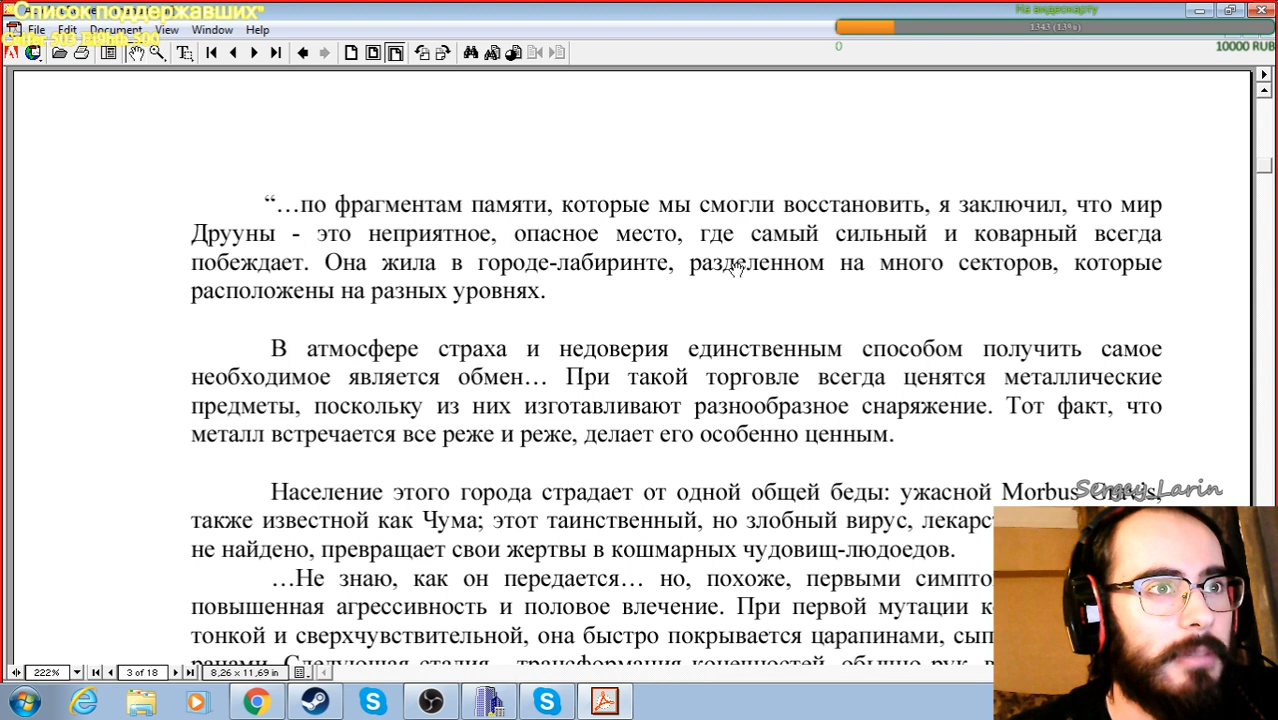 "Список поддержавших"
File Edit Document View Window Help
На видеокарту
1343 (13%)
0
10000 RUB
“…по фрагментам памяти, которые мы смогли восстановить, я заключил, что мир
Друуны - это неприятное, опасное место, где самый сильный и коварный всегда
побеждает. Она жила в городе-лабиринте, разделенном на много секторов, которые
расположены на разных уровнях.
В атмосфере страха и недоверия единственным способом получить самое
необходимое является обмен… При такой торговле всегда ценятся металлические
предметы, поскольку из них изготавливают разнообразное снаряжение. Тот факт, что
металл встречается все реже и реже, делает его особенно ценным.
Население этого города страдает от одной общей беды: ужасной Morbus
Sergey_Larin
также известной как Чума; этот таинственный, но злобный вирус,
не найдено, превращает свои жертвы в кошмарных чудовищ-людоедов.
…Не знаю, как он передается… но, похоже, первыми
повышенная агрессивность и половое влечение. При первой мутации
тонкой и сверхчувствительной, она быстро покрывается царапинами,
222%
3 of 18
8,26 x 11,69 in